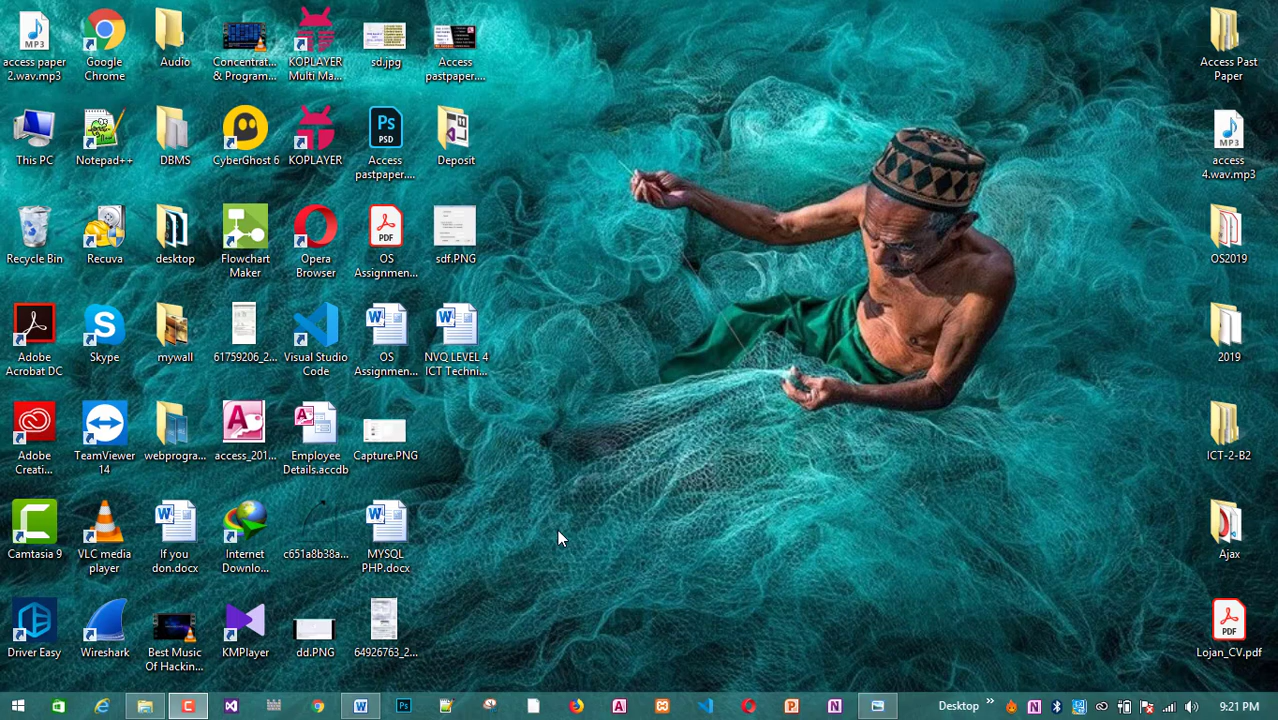 access paper
2.wav.mp3
Google
Chrome
Audio
Concentrat...
& Program...
KOPLAYER
Multi Ma...
sd.jpg
Access
pastpaper....
Access Past
Paper
This PC
Notepad++
DBMS
CyberGhost 6
KOPLAYER
Access
pastpaper....
Deposit
access
4.wav.mp3
Recycle Bin
Recuva
desktop
Flowchart
Maker
Opera
Browser
OS
Assignmen...
sdf.PNG
OS2019
Adobe
Acrobat DC
Skype
mywall
61759206_2...
Visual Studio
Code
OS
Assignmen...
NVQ LEVEL 4
ICT Techni...
2019
Adobe
Creati...
TeamViewer
14
webprogra...
access_201...
Employee
Details.accdb
Capture.PNG
ICT-2-B2
Camtasia 9
VLC media
player
If you
don.docx
Internet
Downlo...
c651a8b38a...
MYSQL
PHP.docx
Ajax
Driver Easy
Wireshark
Best Music
Of Hackin...
KMPlayer
dd.PNG
64926763_2...
Lojan_CV.pdf
Desktop
9:21 PM